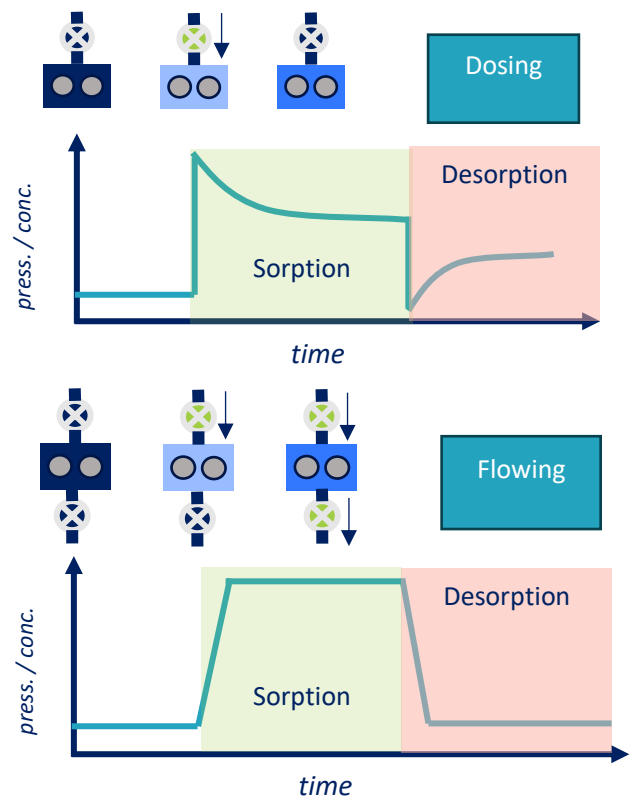 Dosing
press. / conc.
Desorption
Sorption
time
Flowing
press. / conc.
Desorption
Sorption
time